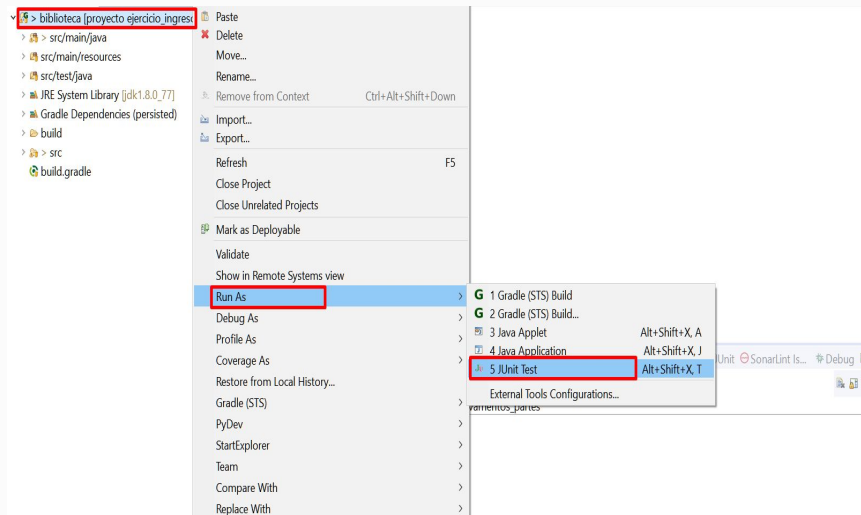 > biblioteca [proyecto ejercicio_ingreso
> src/main/java
src/main/resources
src/test/java
JRE System Library [jdk1.8.0_77]
Gradle Dependencies (persisted)
build
> src
build.gradle
Paste
Delete
Move...
Rename...
Remove from Context Ctrl+Alt+Shift+Down
Import...
Export...
Refresh F5
Close Project
Close Unrelated Projects
Mark as Deployable
Validate
Show in Remote Systems view
Run As
Debug As
Profile As
Coverage As
Restore from Local History...
Gradle (STS)
PyDev
StartExplorer
Team
Compare With
Replace With
G 1 Gradle (STS) Build
G 2 Gradle (STS) Build...
3 Java Applet Alt+Shift+X, A
4 Java Application Alt+Shift+X, J
5 JUnit Test Alt+Shift+X, T
External Tools Configurations...
Unit SonarLint Is... Debug
vamentos_partes